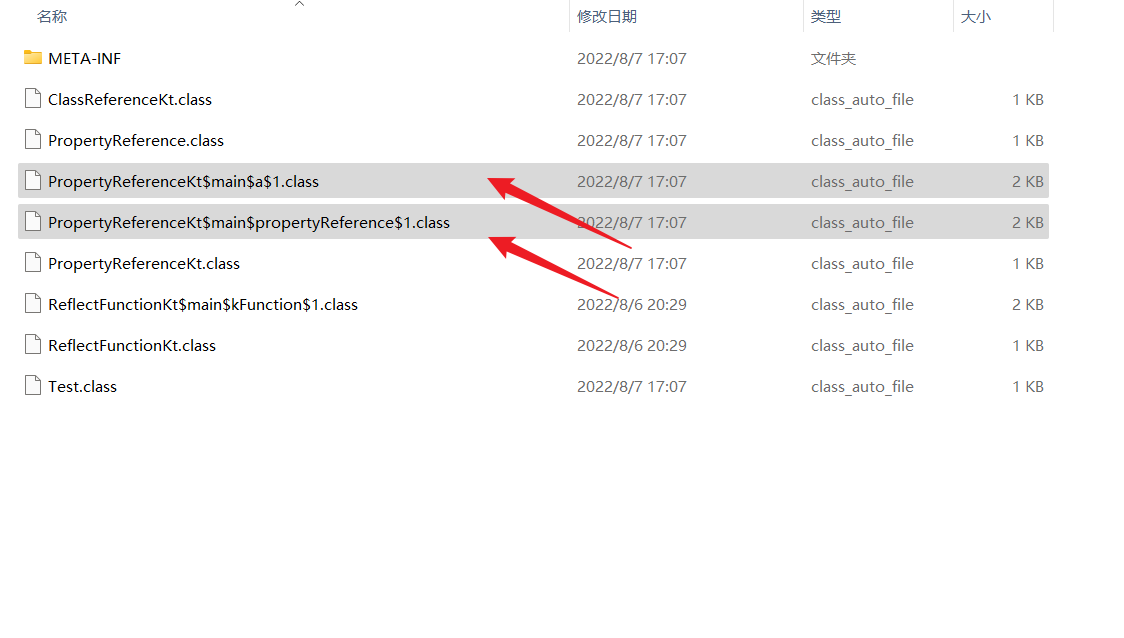 名称 修改日期 类型 大小
META-INF 2022/8/7 17:07 文件夹
ClassReferenceKt.class 2022/8/7 17:07 class_auto_file 1 KB
PropertyReference.class 2022/8/7 17:07 class_auto_file 1 KB
PropertyReferenceKt$main$a$1.class 2022/8/7 17:07 class_auto_file 2 KB
PropertyReferenceKt$main$propertyReference$1.class 2022/8/7 17:07 class_auto_file 2 KB
PropertyReferenceKt.class 2022/8/7 17:07 class_auto_file 1 KB
ReflectFunctionKt$main$kFunction$1.class 2022/8/6 20:29 class_auto_file 2 KB
ReflectFunctionKt.class 2022/8/6 20:29 class_auto_file 1 KB
Test.class 2022/8/7 17:07 class_auto_file 1 KB